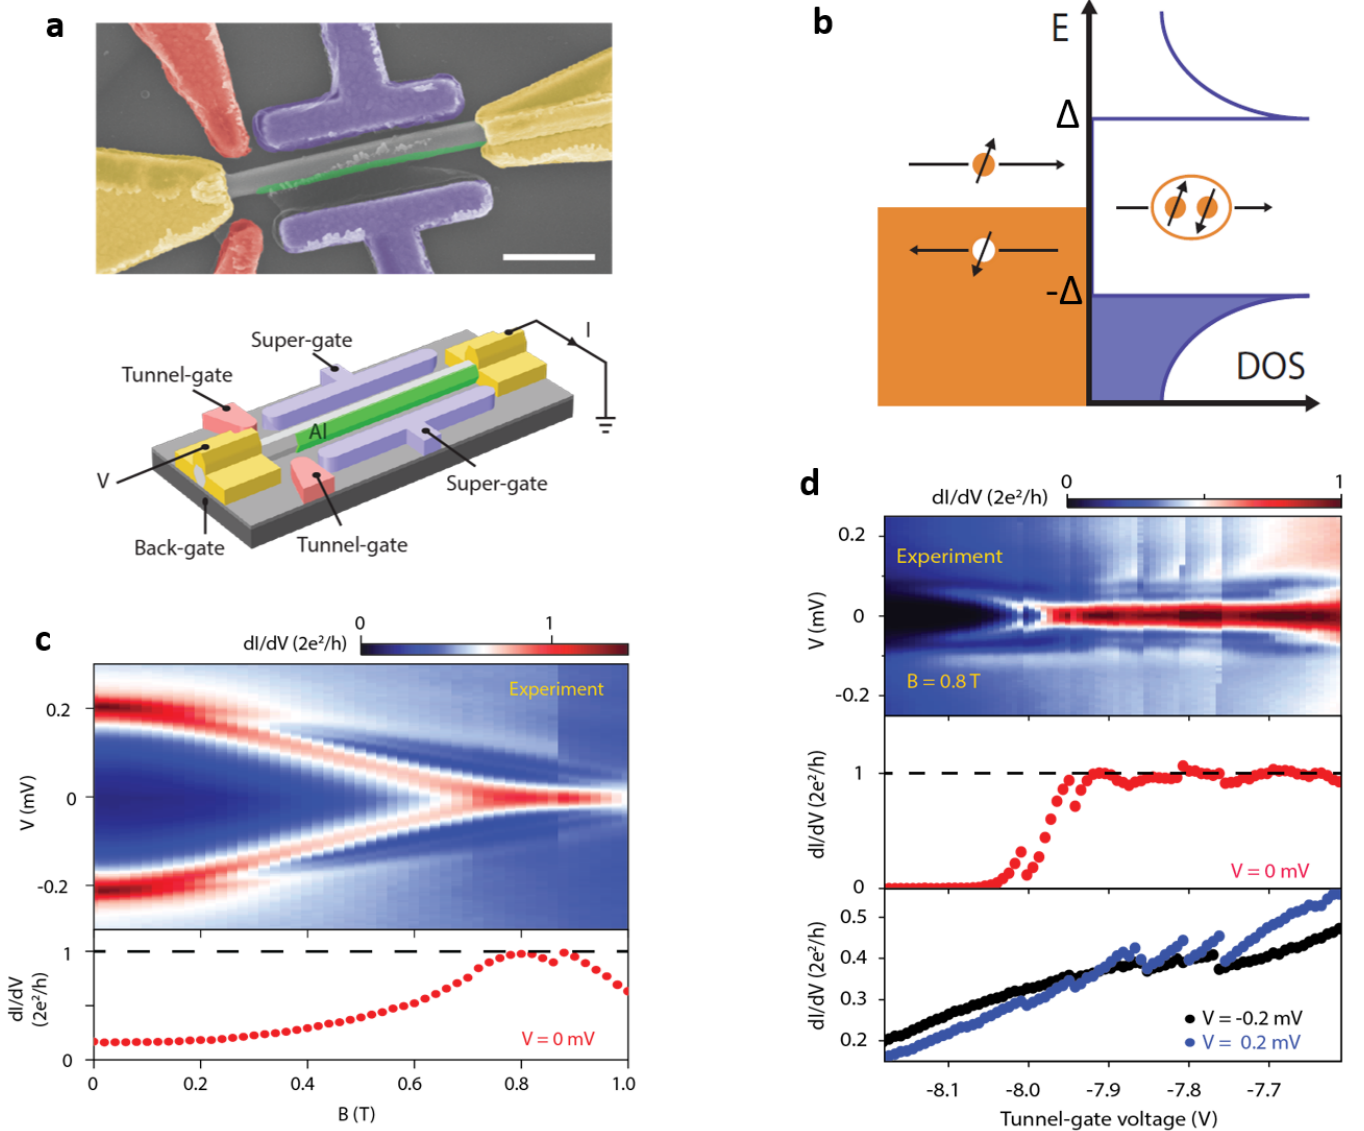 a
Super-gate
Tunnel-gate
Al
I
V
Super-gate
Back-gate
Tunnel-gate
b
E
Δ
-Δ
DOS
c
0 1
dI/dV (2e²/h)
Experiment
V (mV)
0.2
0
-0.2
dI/dV
(2e²/h)
1
0
V = 0 mV
0 0.2 0.4 0.6 0.8 1.0
B (T)
d
dI/dV (2e²/h)
0 1
V (mV)
0.2
0
-0.2
Experiment
B = 0.8 T
dI/dV (2e²/h)
1
0
V = 0 mV
dI/dV (2e²/h)
0.5
0.4
0.3
0.2
V = -0.2 mV
V = 0.2 mV
-8.1 -8.0 -7.9 -7.8 -7.7
Tunnel-gate voltage (V)